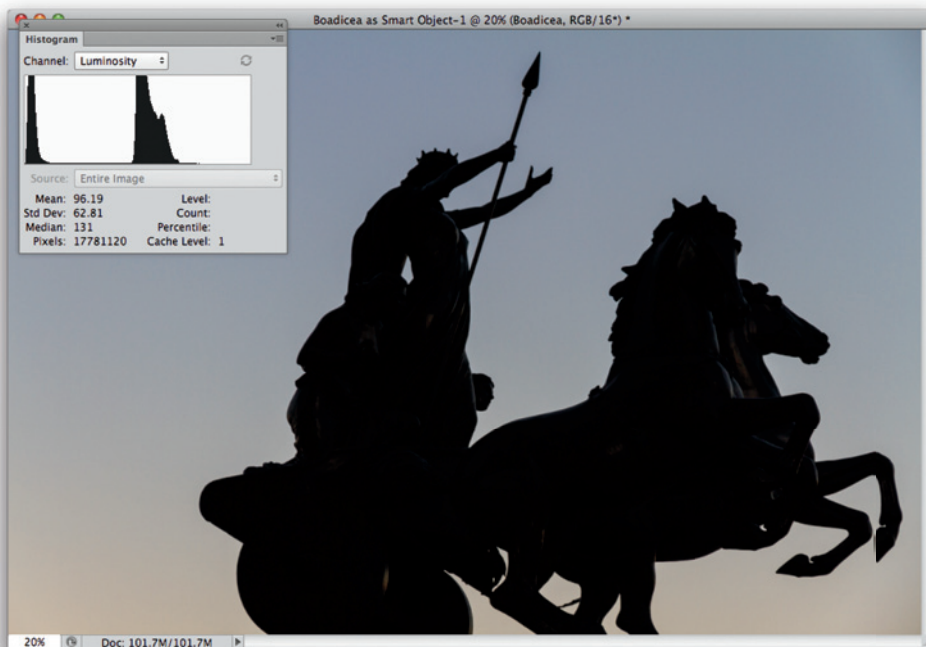 Boadicea as Smart Object-1 @ 20% (Boadicea, RGB/16*) *
Histogram
Channel: Luminosity
Source: Entire Image
Mean: 96.19 Level:
Std Dev: 62.81 Count:
Median: 131 Percentile:
Pixels: 17781120 Cache Level: 1
20% Doc: 101.7M/101.7M